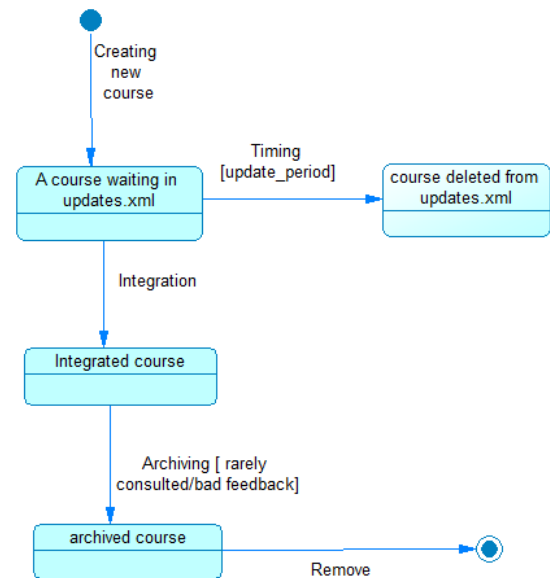 Creating
new
course
Timing
[update_period]
A course waiting in
updates.xml
course deleted from
updates.xml
Integration
Integrated course
Archiving [ rarely
consulted/bad feedback]
archived course
Remove